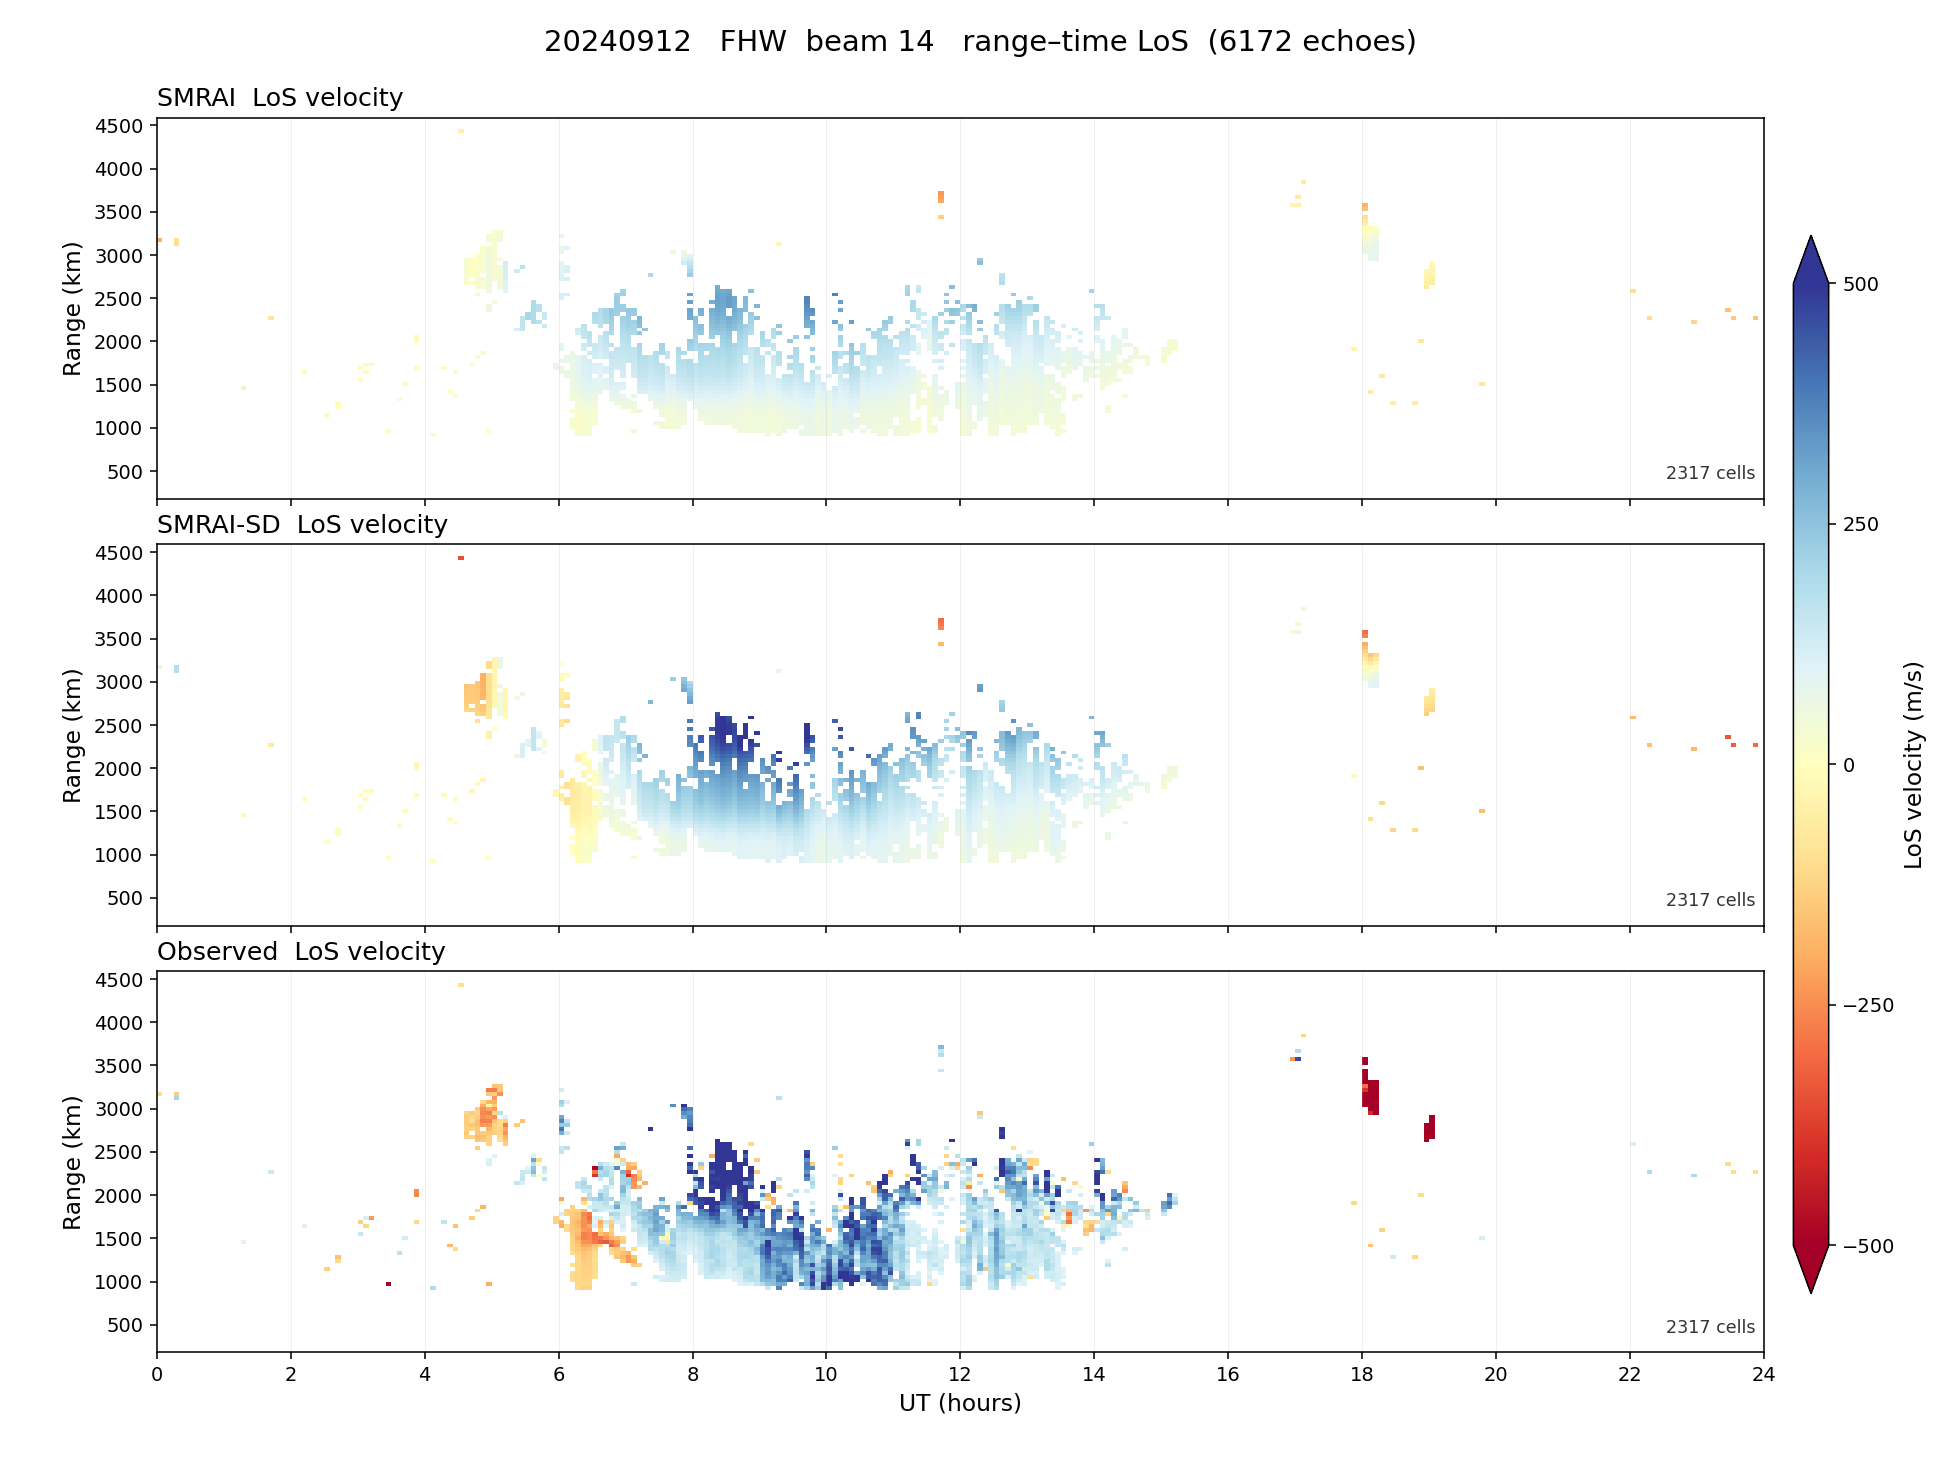 20240912   FHW  beam 14   range–time LoS  (6172 echoes)
SMRAI  LoS velocity
4500
4000
3500
3000
2500
2000
1500
1000
500
Range (km)
2317 cells
SMRAI-SD  LoS velocity
4500
4000
3500
3000
2500
2000
1500
1000
500
Range (km)
2317 cells
Observed  LoS velocity
4500
4000
3500
3000
2500
2000
1500
1000
500
Range (km)
2317 cells
0 2 4 6 8 10 12 14 16 18 20 22 24
UT (hours)
500
250
0
−250
−500
LoS velocity (m/s)